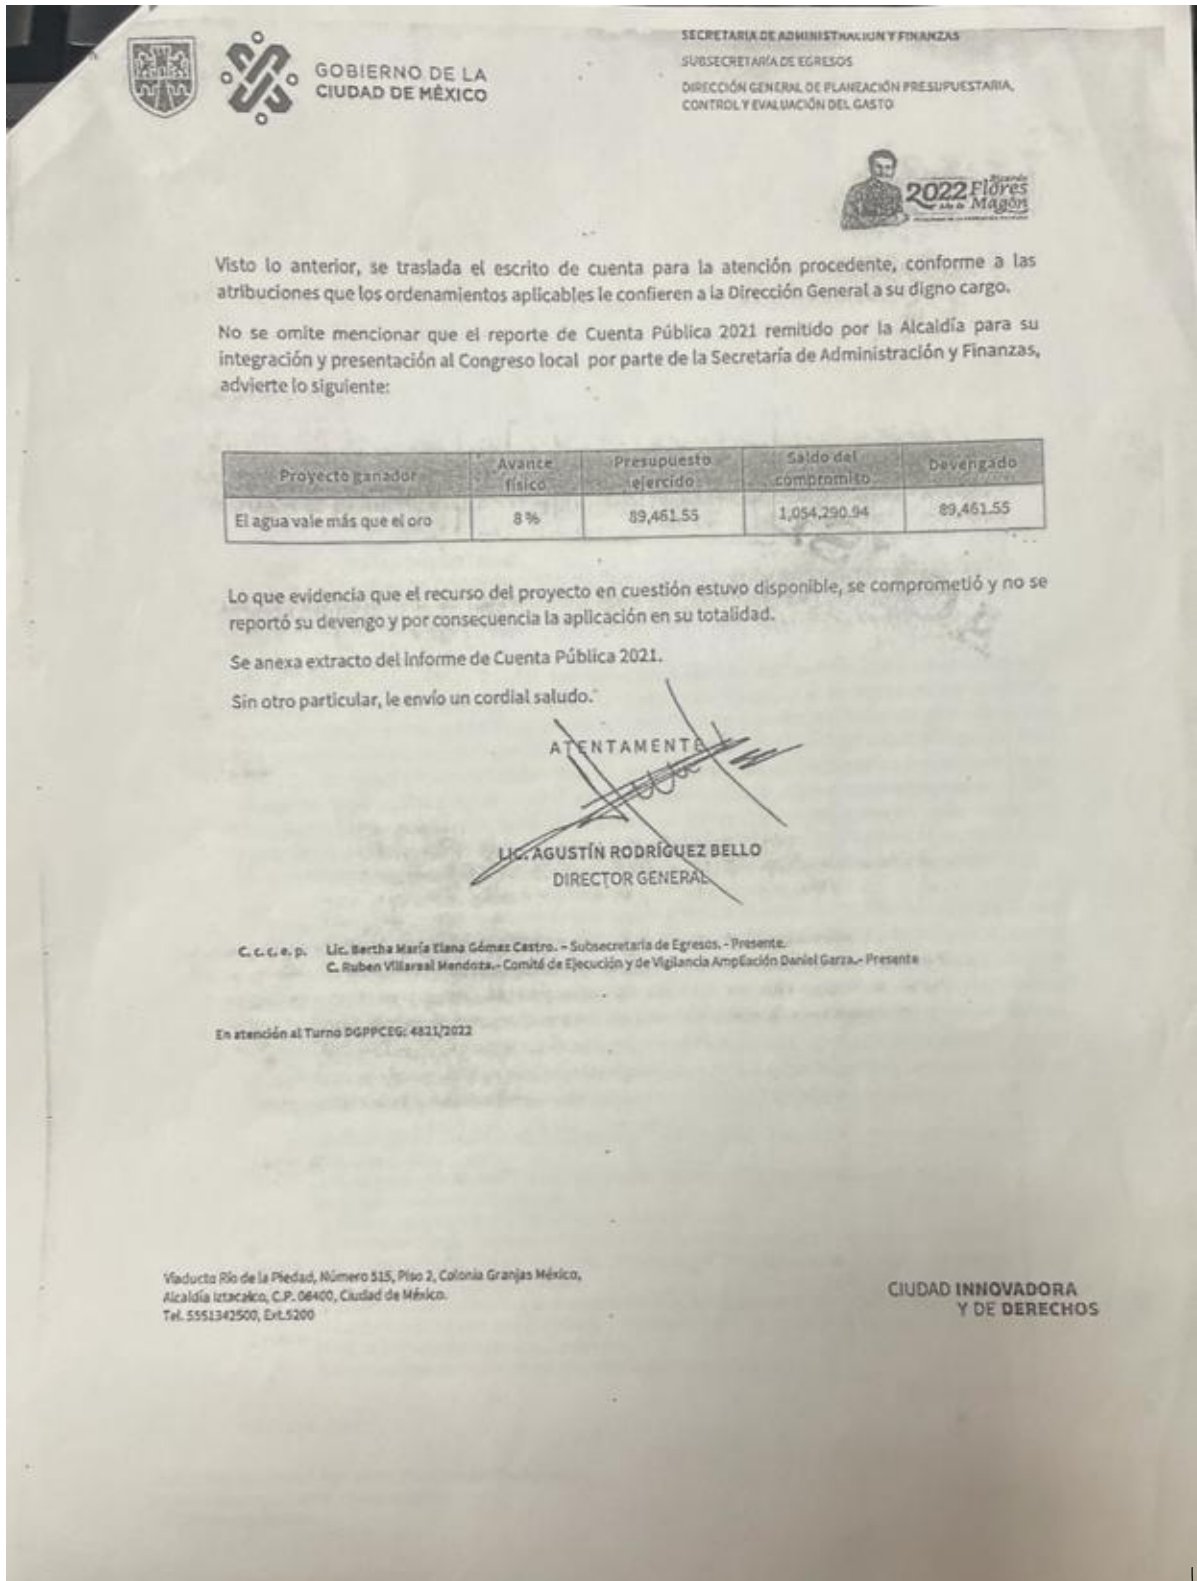 GOBIERNO DE LA
CIUDAD DE MÉXICO
SECRETARÍA DE ADMINISTRACIÓN Y FINANZAS
SUBSECRETARÍA DE EGRESOS
DIRECCIÓN GENERAL DE PLANEACIÓN PRESUPUESTARIA,
CONTROL Y EVALUACIÓN DEL GASTO
2022 Ricardo Flores
Año de Magón
Visto lo anterior, se traslada el escrito de cuenta para la atención procedente, conforme a las
atribuciones que los ordenamientos aplicables le confieren a la Dirección General a su digno cargo.
No se omite mencionar que el reporte de Cuenta Pública 2021 remitido por la Alcaldía para su
integración y presentación al Congreso local por parte de la Secretaría de Administración y Finanzas,
advierte lo siguiente:
Proyecto ganador Avance físico Presupuesto ejercido Saldo del compromiso Devengado
El agua vale más que el oro 8% 89,461.55 1,054,290.94 89,461.55
Lo que evidencia que el recurso del proyecto en cuestión estuvo disponible, se comprometió y no se
reportó su devengo y por consecuencia la aplicación en su totalidad.
Se anexa extracto del informe de Cuenta Pública 2021.
Sin otro particular, le envío un cordial saludo.
ATENTAMENTE
LIC. AGUSTÍN RODRÍGUEZ BELLO
DIRECTOR GENERAL
C. c. c. e. p. Lic. Bertha María Elena Gómez Castro. – Subsecretaria de Egresos. - Presente.
C. Ruben Villareal Mendoza.- Comité de Ejecución y de Vigilancia Ampliación Daniel Garza.- Presente
En atención al Turno DGPPCEG: 4821/2022
Viaducto Río de la Piedad, Número 515, Piso 2, Colonia Granjas México,
Alcaldía Iztacalco, C.P. 08400, Ciudad de México.
Tel. 5551342500, Ext.5200
CIUDAD INNOVADORA
Y DE DERECHOS